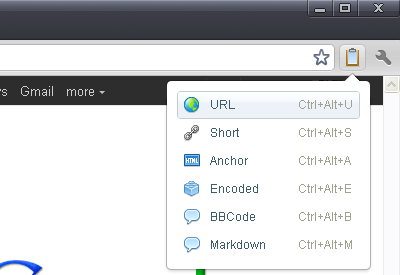 s Gmail more
URL Ctrl+Alt+U
Short Ctrl+Alt+S
HTML Anchor Ctrl+Alt+A
Encoded Ctrl+Alt+E
BBCode Ctrl+Alt+B
Markdown Ctrl+Alt+M